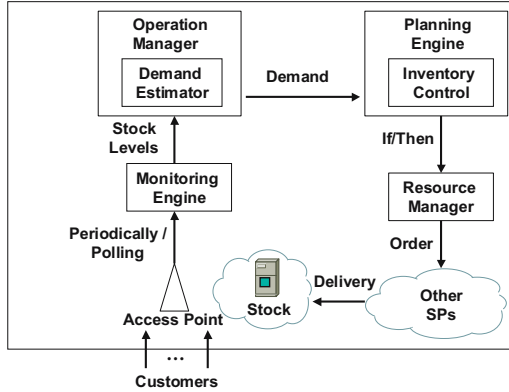 Operation
Manager
Demand
Estimator
Demand
Planning
Engine
Inventory
Control
Stock
Levels
If/Then
Monitoring
Engine
Resource
Manager
Periodically /
Polling
Order
Delivery
Stock
Other
SPs
Access Point
...
Customers